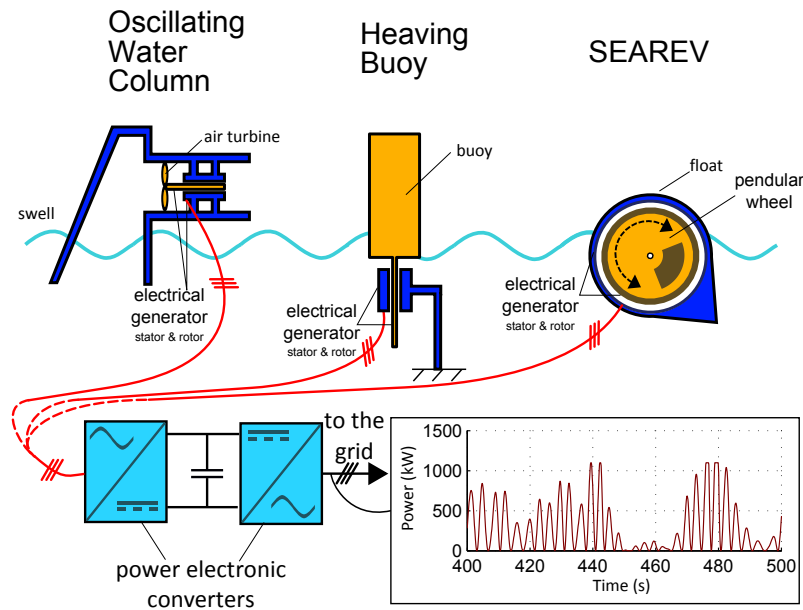 Oscillating
Water
Column
Heaving
Buoy
SEAREV
air turbine
swell
electrical
generator
stator & rotor
buoy
electrical
generator
stator & rotor
float
pendular
wheel
electrical
generator
stator & rotor
to the
grid
power electronic
converters
Power (kW)
1500
1000
500
0
400
420
440
460
480
500
Time (s)